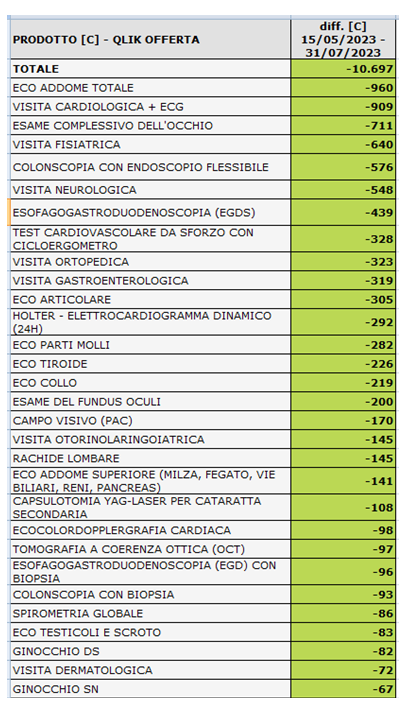 diff. [C]
PRODOTTO [C] - QLIK OFFERTA 15/05/2023 -
31/07/2023
TOTALE -10.697
ECO ADDOME TOTALE -960
VISITA CARDIOLOGICA + ECG -909
ESAME COMPLESSIVO DELL'OCCHIO -711
VISITA FISIATRICA -640
COLONSCOPIA CON ENDOSCOPIO FLESSIBILE -576
VISITA NEUROLOGICA -548
ESOFAGOGASTRODUODENOSCOPIA (EGDS) -439
TEST CARDIOVASCOLARE DA SFORZO CON
CICLOERGOMETRO -328
VISITA ORTOPEDICA -323
VISITA GASTROENTEROLOGICA -319
ECO ARTICOLARE -305
HOLTER - ELETTROCARDIOGRAMMA DINAMICO
(24H) -292
ECO PARTI MOLLI -282
ECO TIROIDE -226
ECO COLLO -219
ESAME DEL FUNDUS OCULI -200
CAMPO VISIVO (PAC) -170
VISITA OTORINOLARINGOIATRICA -145
RACHIDE LOMBARE -145
ECO ADDOME SUPERIORE (MILZA, FEGATO, VIE
BILIARI, RENI, PANCREAS) -141
CAPSULOTOMIA YAG-LASER PER CATARATTA
SECONDARIA -108
ECOCOLORDOPPLERGRAFIA CARDIACA -98
TOMOGRAFIA A COERENZA OTTICA (OCT) -97
ESOFAGOGASTRODUODENOSCOPIA (EGD) CON
BIOPSIA -96
COLONSCOPIA CON BIOPSIA -93
SPIROMETRIA GLOBALE -86
ECO TESTICOLI E SCROTO -83
GINOCCHIO DS -82
VISITA DERMATOLOGICA -72
GINOCCHIO SN -67